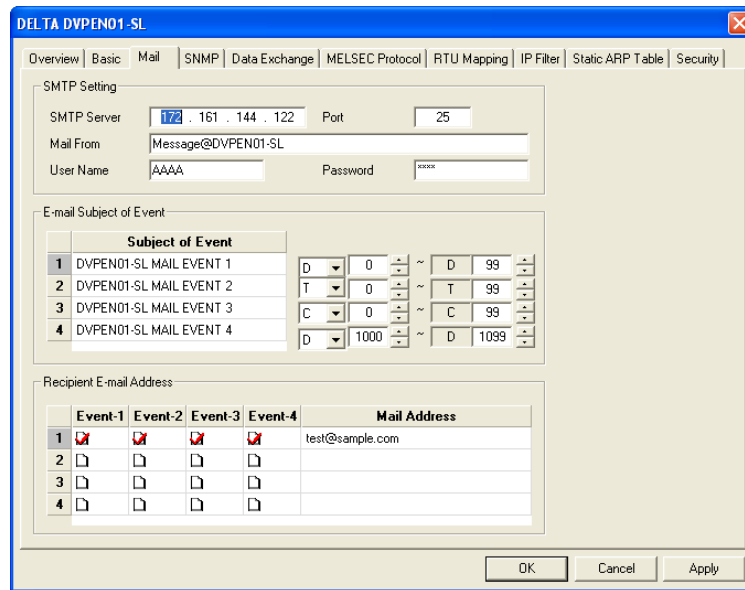 DELTA DVPEN01-SL
Overview Basic Mail SNMP Data Exchange MELSEC Protocol RTU Mapping IP Filter Static ARP Table Security
SMTP Setting
SMTP Server 172 . 161 . 144 . 122 Port 25
Mail From Message@DVPEN01-SL
User Name AAAA Password ****
E-mail Subject of Event
Subject of Event
1 DVPEN01-SL MAIL EVENT 1 D 0 ~ D 99
2 DVPEN01-SL MAIL EVENT 2 T 0 ~ T 99
3 DVPEN01-SL MAIL EVENT 3 C 0 ~ C 99
4 DVPEN01-SL MAIL EVENT 4 D 1000 ~ D 1099
Recipient E-mail Address
Event-1 Event-2 Event-3 Event-4 Mail Address
1 test@sample.com
2
3
4
OK Cancel Apply